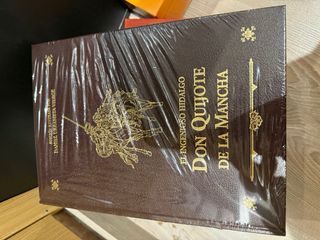 EL INGENIOSO HIDALGO
DON QUIJOTE
DE LA MANCHA